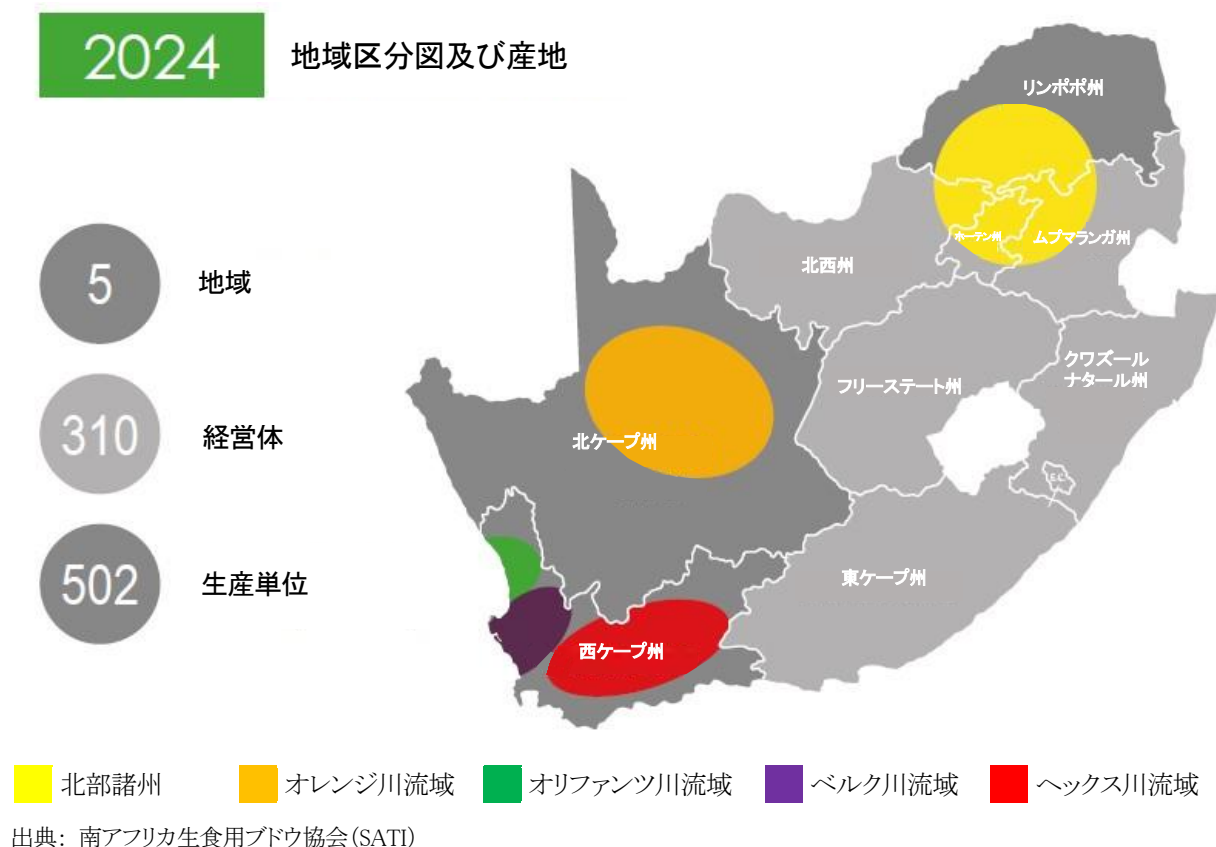 2024
地域区分図及び産地
5
地域
310
経営体
502
生産単位
リンポポ州
ホーテン州
ムプマランガ州
北西州
クワズール
ナタール州
フリーステート州
北ケープ州
E.C.
東ケープ州
西ケープ州
北部諸州
オレンジ川流域
オリファンツ川流域
ベルク川流域
ヘックス川流域
出典: 南アフリカ生食用ブドウ協会(SATI)